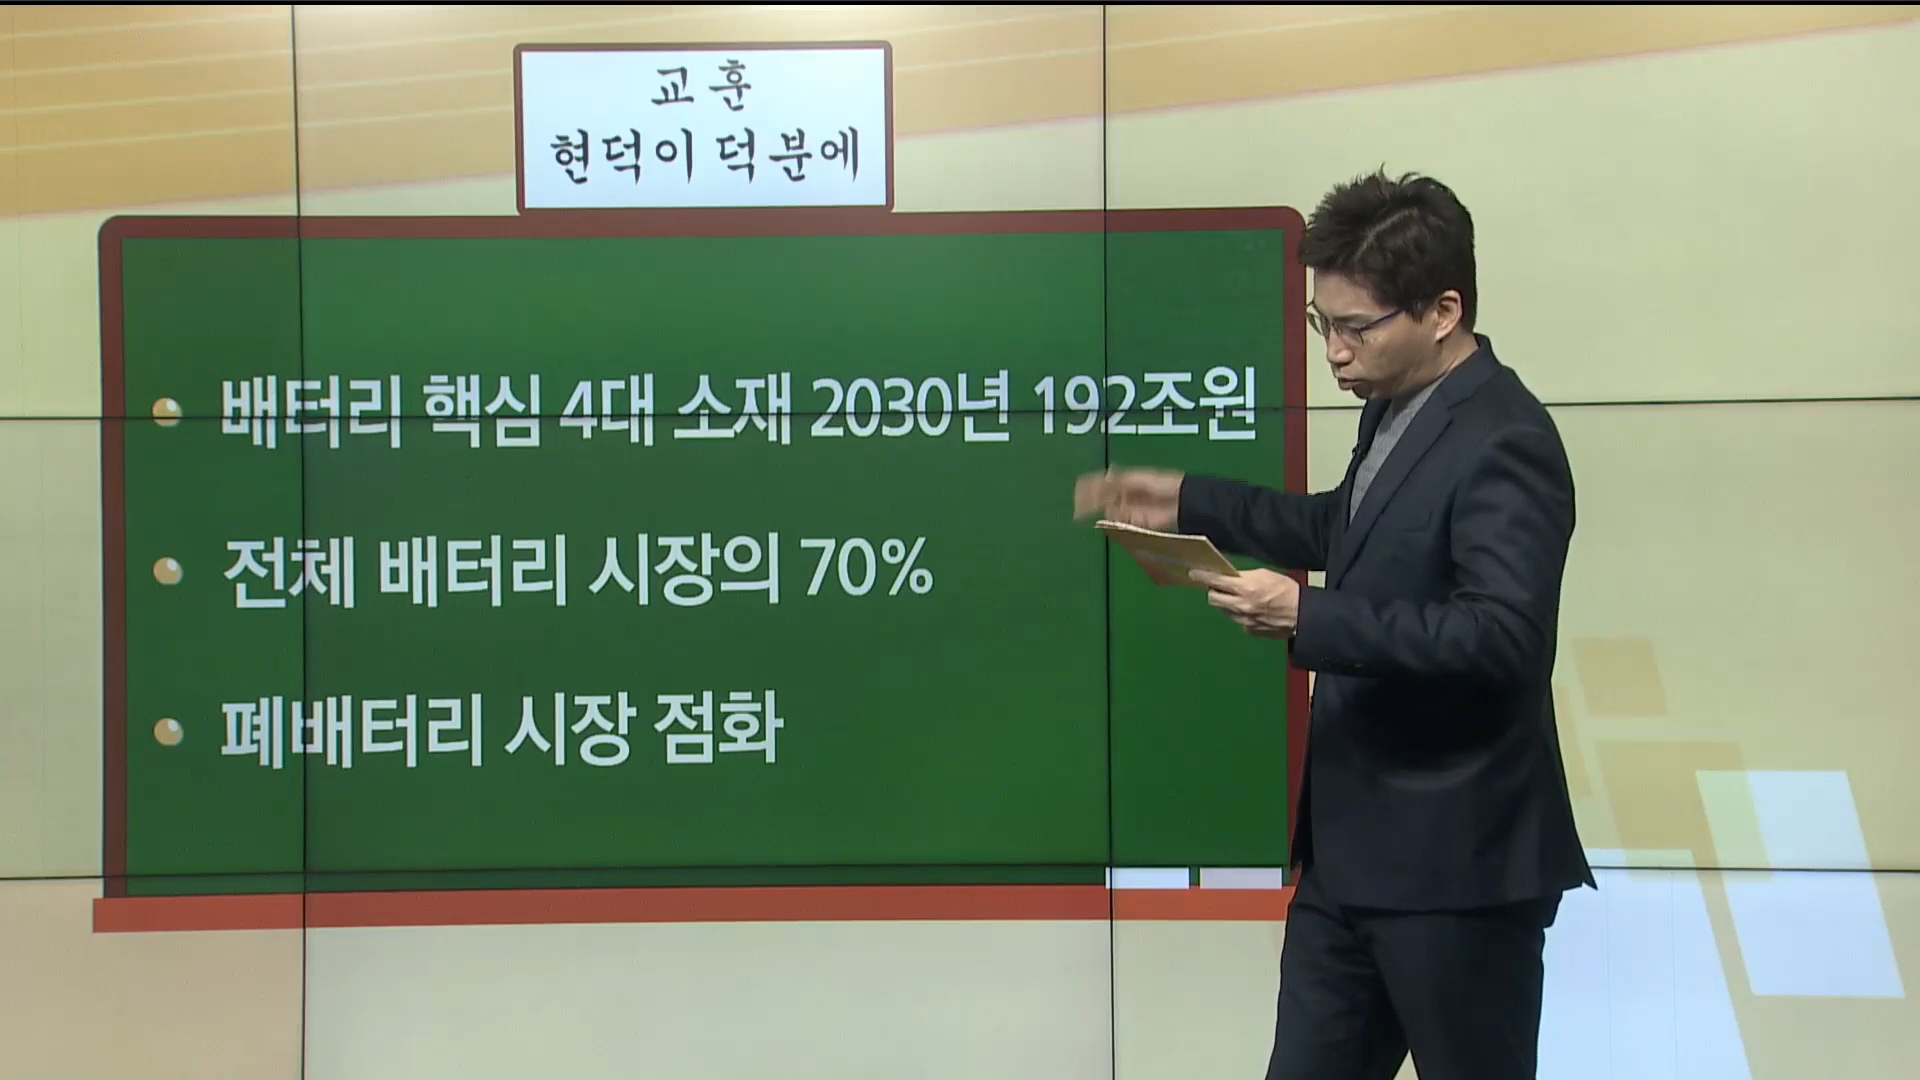 교훈
현덕이 덕분에
배터리 핵심 4대 소재 2030년 192조원
전체 배터리 시장의 70%
폐배터리 시장 점화